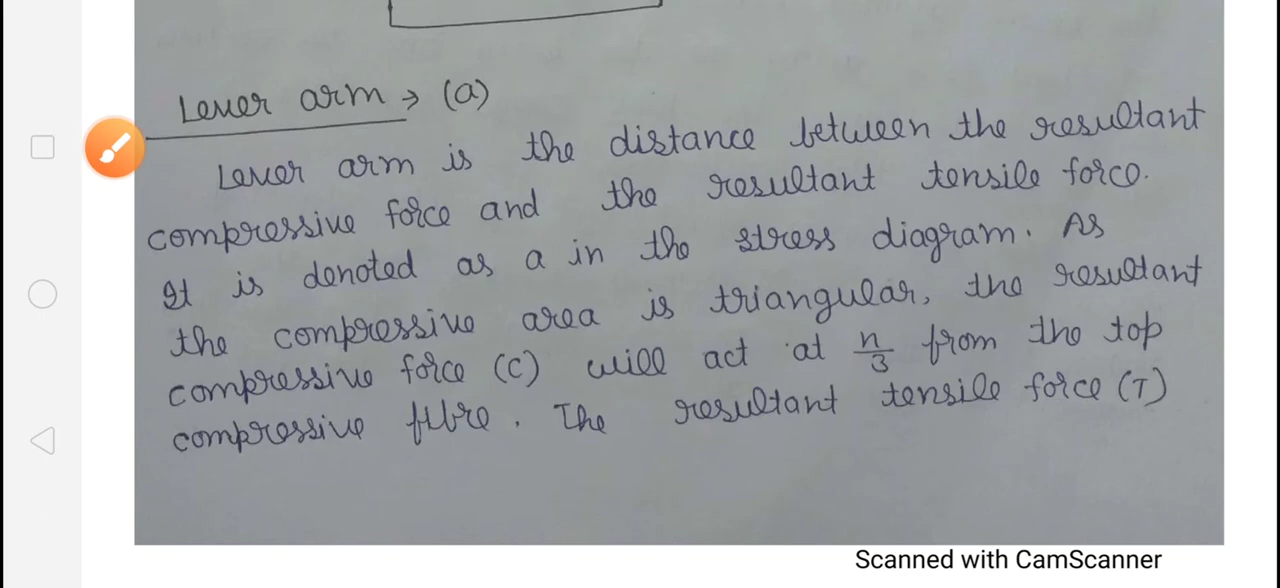 Lever arm → (a)
Lever arm is the distance between the resultant
compressive force and the resultant tensile force.
It is denoted as a in the stress diagram. As
the compressive area is triangular, the resultant
compressive force (C) will act at n/3 from the top
compressive fibre. The resultant tensile force (T)
Scanned with CamScanner